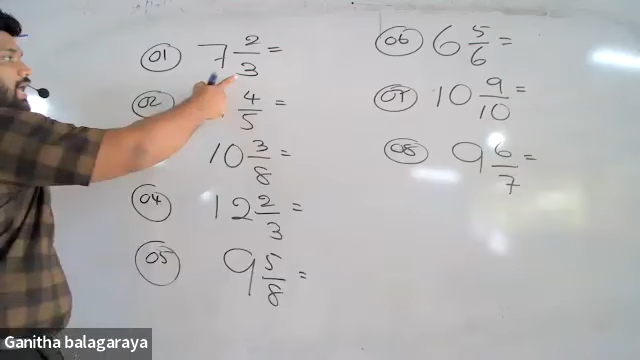 01 7 2/3 =
02 4/5 =
10 3/8 =
04 12 2/3 =
05 9 5/8 =
06 6 5/6 =
07 10 9/10 =
08 9 6/7 =
Ganitha balagaraya